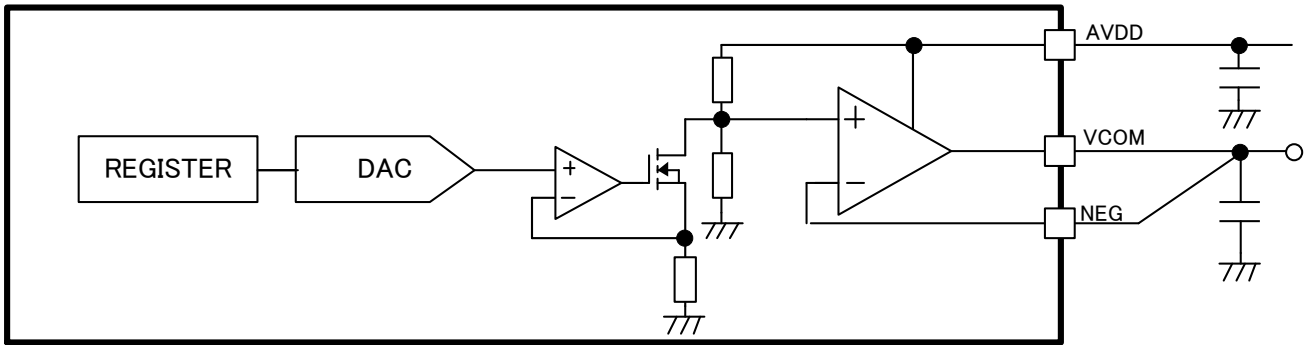 AVDD
REGISTER
DAC
+
−
+
−
VCOM
NEG